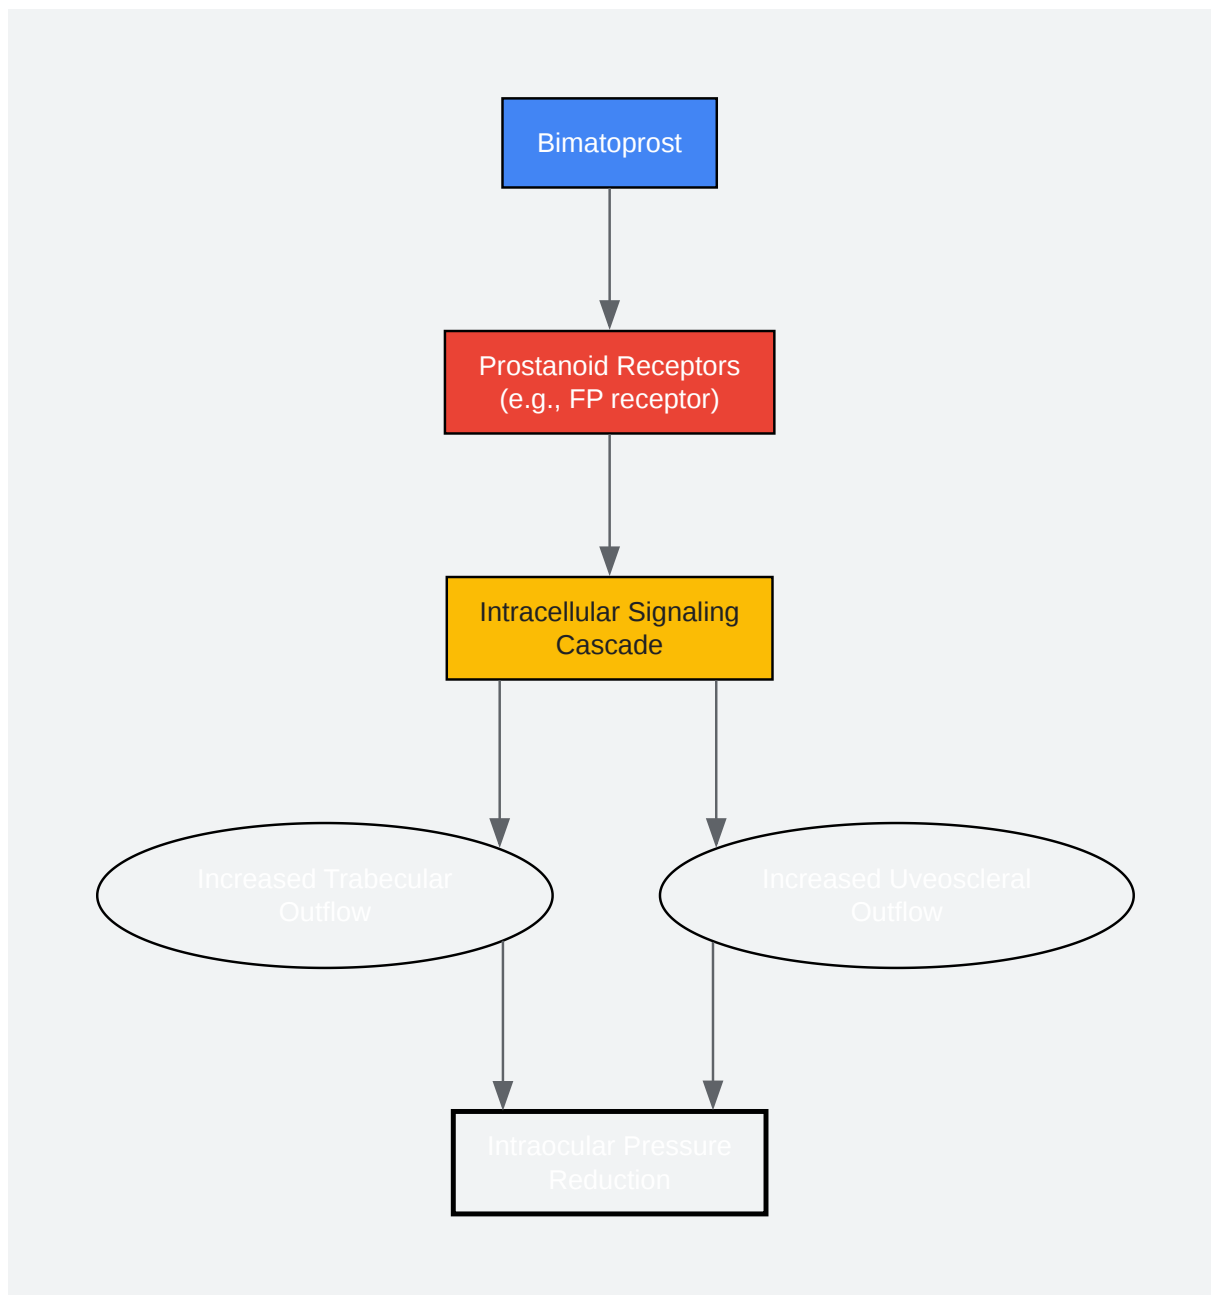 Bimatoprost
Prostanoid Receptors
(e.g., FP receptor)
Intracellular Signaling
Cascade
Increased Trabecular
Outflow
Increased Uveoscleral
Outflow
Intraocular Pressure
Reduction